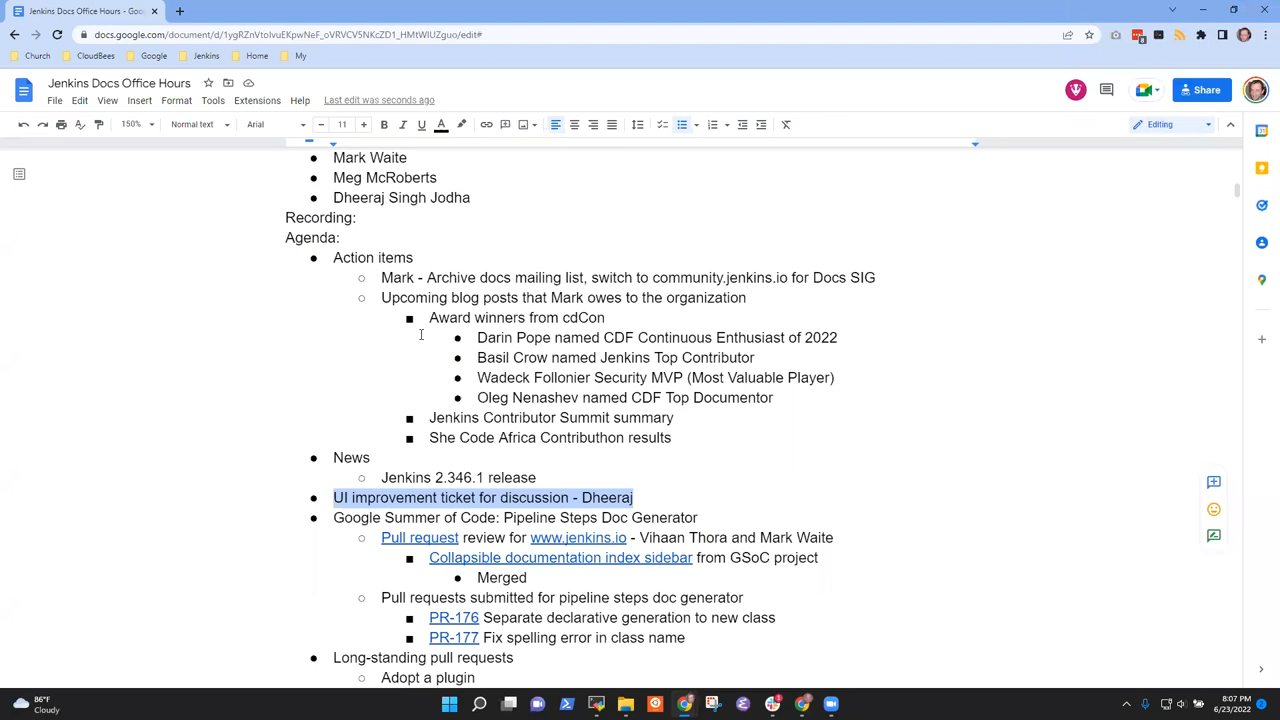 Jenkins Docs Office Hours - Goo
docs.google.com/document/d/1ygRZnVtoIvuEKpwNeF_oVRVCV5NKcZD1_HMtWIUZguo/edit#
Church CloudBees Google Jenkins Home My
Jenkins Docs Office Hours
File Edit View Insert Format Tools Extensions Help Last edit was seconds ago
Share
150% Normal text Arial 11 Editing
Mark Waite
Meg McRoberts
Dheeraj Singh Jodha
Recording:
Agenda:
Action items
Mark - Archive docs mailing list, switch to community.jenkins.io for Docs SIG
Upcoming blog posts that Mark owes to the organization
Award winners from cdCon
Darin Pope named CDF Continuous Enthusiast of 2022
Basil Crow named Jenkins Top Contributor
Wadeck Follonier Security MVP (Most Valuable Player)
Oleg Nenashev named CDF Top Documentor
Jenkins Contributor Summit summary
She Code Africa Contributhon results
News
Jenkins 2.346.1 release
UI improvement ticket for discussion - Dheeraj
Google Summer of Code: Pipeline Steps Doc Generator
Pull request review for www.jenkins.io - Vihaan Thora and Mark Waite
Collapsible documentation index sidebar from GSoC project
Merged
Pull requests submitted for pipeline steps doc generator
PR-176 Separate declarative generation to new class
PR-177 Fix spelling error in class name
Long-standing pull requests
Adopt a plugin
86°F
Cloudy
8:07 PM
6/23/2022